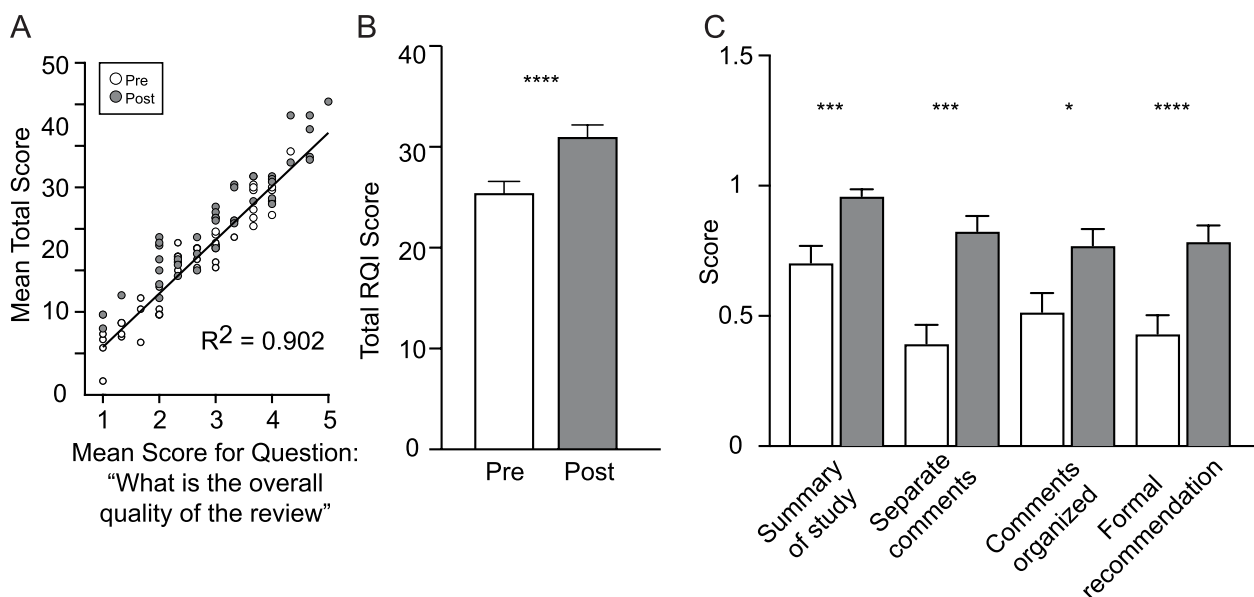 A
50
40
30
20
10
0
Mean Total Score
Pre
Post
R2 = 0.902
1 2 3 4 5
Mean Score for Question:
“What is the overall
quality of the review”
B
40
30
20
10
0
Total RQI Score
****
Pre Post
C
1.5
1
0.5
0
Score
*** *** * ****
Summary
of study
Separate
comments
Comments
organized
Formal
recommendation